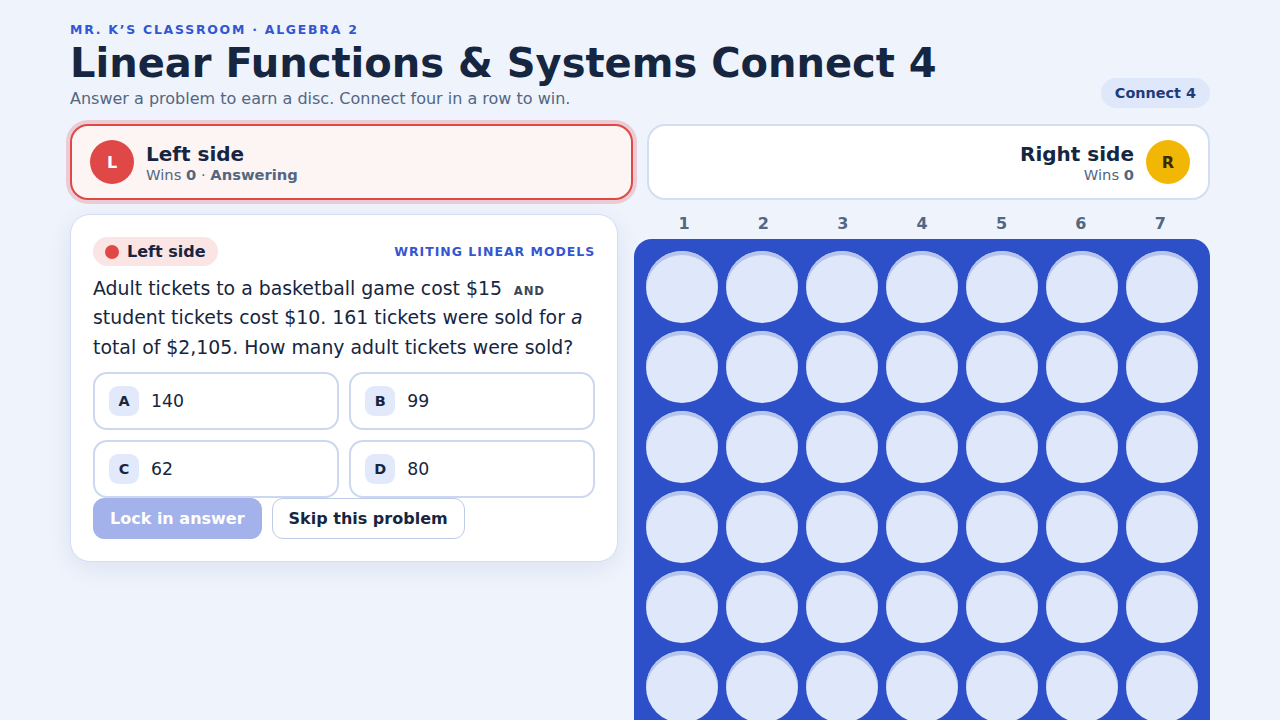 MR. K’S CLASSROOM · ALGEBRA 2
Linear Functions & Systems Connect 4
Answer a problem to earn a disc. Connect four in a row to win.
Connect 4
L
Left side
Wins 0 · Answering
Right side
Wins 0
R
Left side
WRITING LINEAR MODELS
Adult tickets to a basketball game cost $15 AND
student tickets cost $10. 161 tickets were sold for a
total of $2,105. How many adult tickets were sold?
A 140
B 99
C 62
D 80
Lock in answer
Skip this problem
1 2 3 4 5 6 7